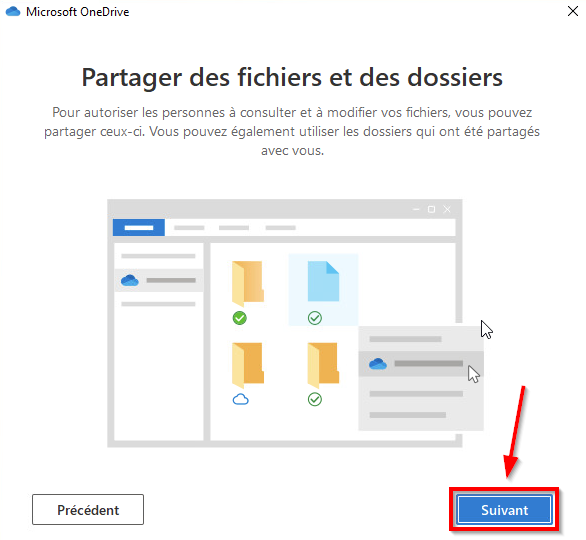 Microsoft OneDrive
Partager des fichiers et des dossiers
Pour autoriser les personnes à consulter et à modifier vos fichiers, vous pouvez
partager ceux-ci. Vous pouvez également utiliser les dossiers qui ont été partagés
avec vous.
Précédent
Suivant